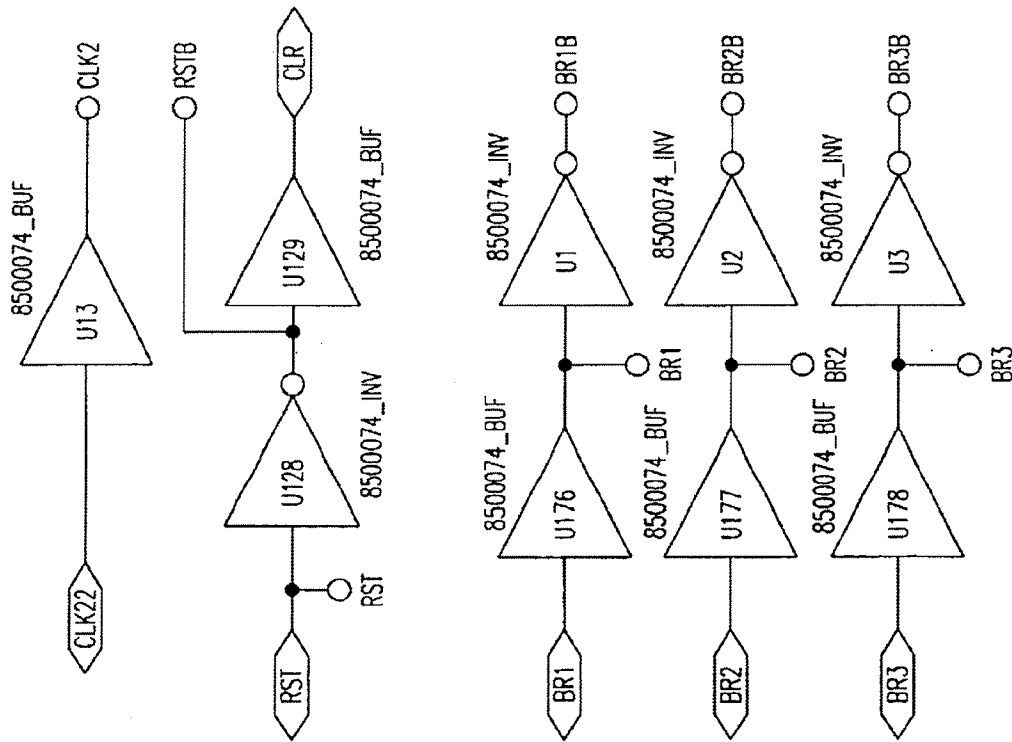 8500074_BUF
CLK22
U13
CLK2
RSTB
RST
RST
U128
8500074_INV
U129
8500074_BUF
CLR
BR1
8500074_BUF
U176
BR1
8500074_INV
U1
BR1B
BR2
8500074_BUF
U177
BR2
8500074_INV
U2
BR2B
BR3
8500074_BUF
U178
BR3
8500074_INV
U3
BR3B